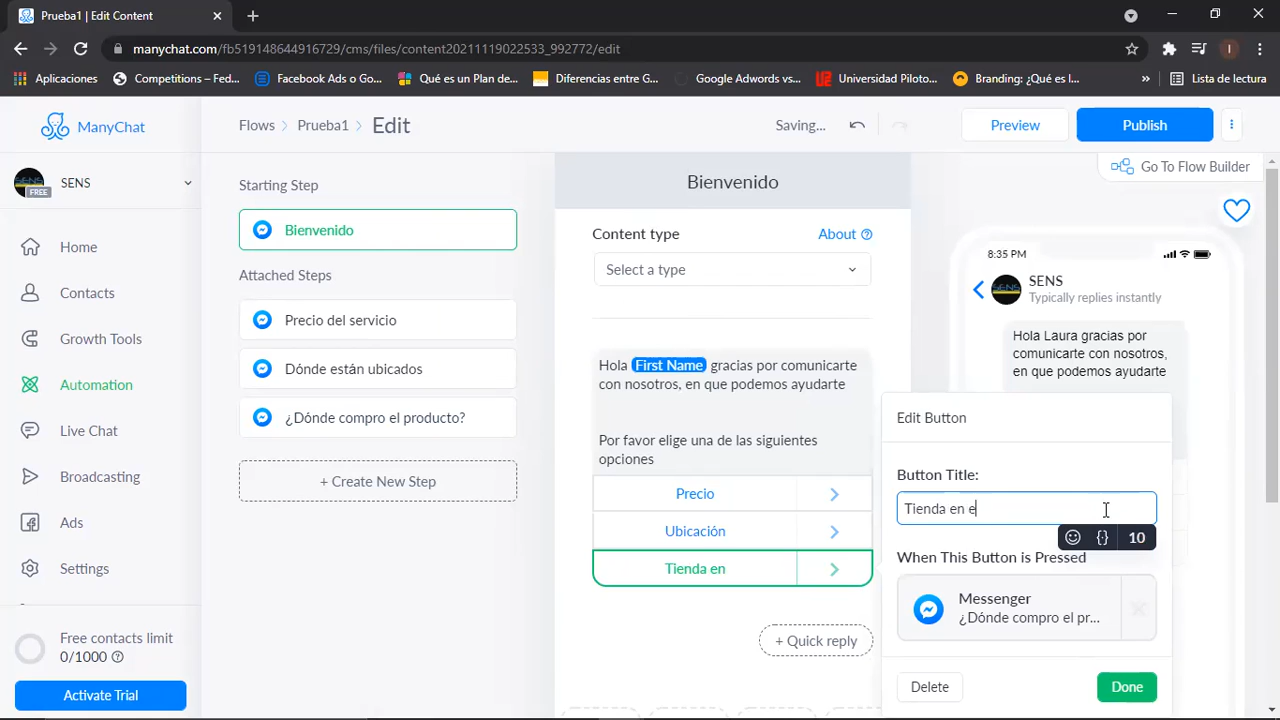 Prueba1 | Edit Content
manychat.com/fb519148644916729/cms/files/content20211119022533_992772/edit
I
Aplicaciones
Competitions – Fed...
Facebook Ads o Go...
Qué es un Plan de...
Diferencias entre G...
Google Adwords vs...
Universidad Piloto...
Branding: ¿Qué es l...
»
Lista de lectura
ManyChat
Flows
Prueba1
Edit
Saving...
Preview
Publish
SENS
FREE
Home
Contacts
Growth Tools
Automation
Live Chat
Broadcasting
Ads
Settings
Free contacts limit
0/1000
Activate Trial
Starting Step
Bienvenido
Attached Steps
Precio del servicio
Dónde están ubicados
¿Dónde compro el producto?
+ Create New Step
Bienvenido
Content type
About
Select a type
Hola First Name gracias por comunicarte
con nosotros, en que podemos ayudarte
Por favor elige una de las siguientes
opciones
Precio
Ubicación
Tienda en
+ Quick reply
Go To Flow Builder
8:35 PM
SENS
Typically replies instantly
Hola Laura gracias por
comunicarte con nosotros,
en que podemos ayudarte
Edit Button
Button Title:
Tienda en e
{} 10
When This Button is Pressed
Messenger
¿Dónde compro el pr...
Delete
Done